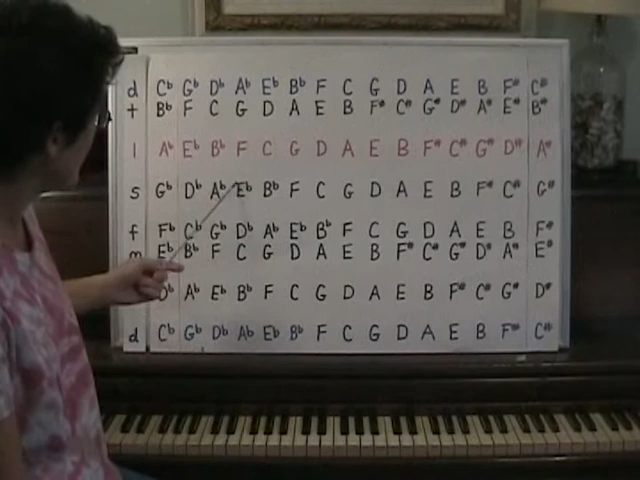 d Cb Gb Db Ab Eb Bb F C G D A E B F# C#
t Bb F C G D A E B F# C# G# D# A# E# B#
l Ab Eb Bb F C G D A E B F# C# G# D# A#
s Gb Db Ab Eb Bb F C G D A E B F# C# G#
f Fb Cb Gb Db Ab Eb Bb F C G D A E B F#
m Eb Bb F C G D A E B F# C# G# D# A# E#
Db Ab Eb Bb F C G D A E B F# C# G# D#
d Cb Gb Db Ab Eb Bb F C G D A E B F# C#